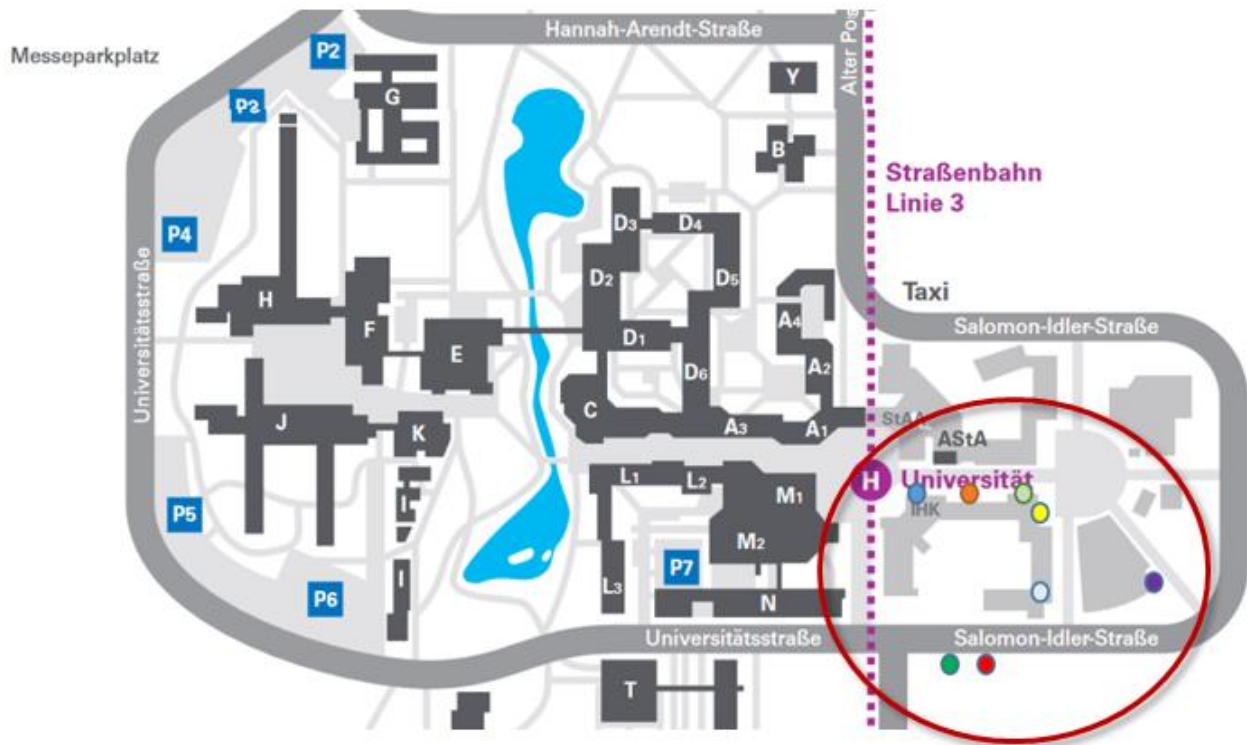 Hannah-Arendt-Straße
Alter Pos
Messeparkplatz
P2
G
Y
P3
B
Straßenbahn
Linie 3
P4
D3
D4
D2
D5
Universitätsstraße
H
F
E
D1
D6
A4
A2
Taxi
Salomon-Idler-Straße
J
K
C
A3
A1
StAA
AStA
H
Universität
IHK
I
L1
L2
M1
M2
P5
P6
I
L3
P7
N
Universitätsstraße
Salomon-Idler-Straße
T